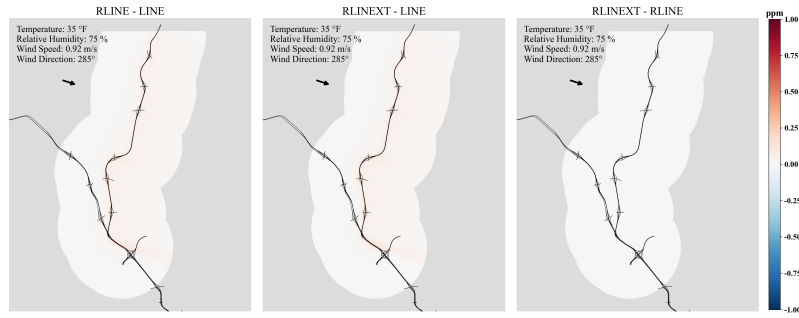 RLINE - LINE
Temperature: 35 °F
Relative Humidity: 75 %
Wind Speed: 0.92 m/s
Wind Direction: 285°
RLINEXT - LINE
Temperature: 35 °F
Relative Humidity: 75 %
Wind Speed: 0.92 m/s
Wind Direction: 285°
RLINEXT - RLINE
Temperature: 35 °F
Relative Humidity: 75 %
Wind Speed: 0.92 m/s
Wind Direction: 285°
ppm
1.00
0.75
0.50
0.25
0.00
-0.25
-0.50
-0.75
-1.00